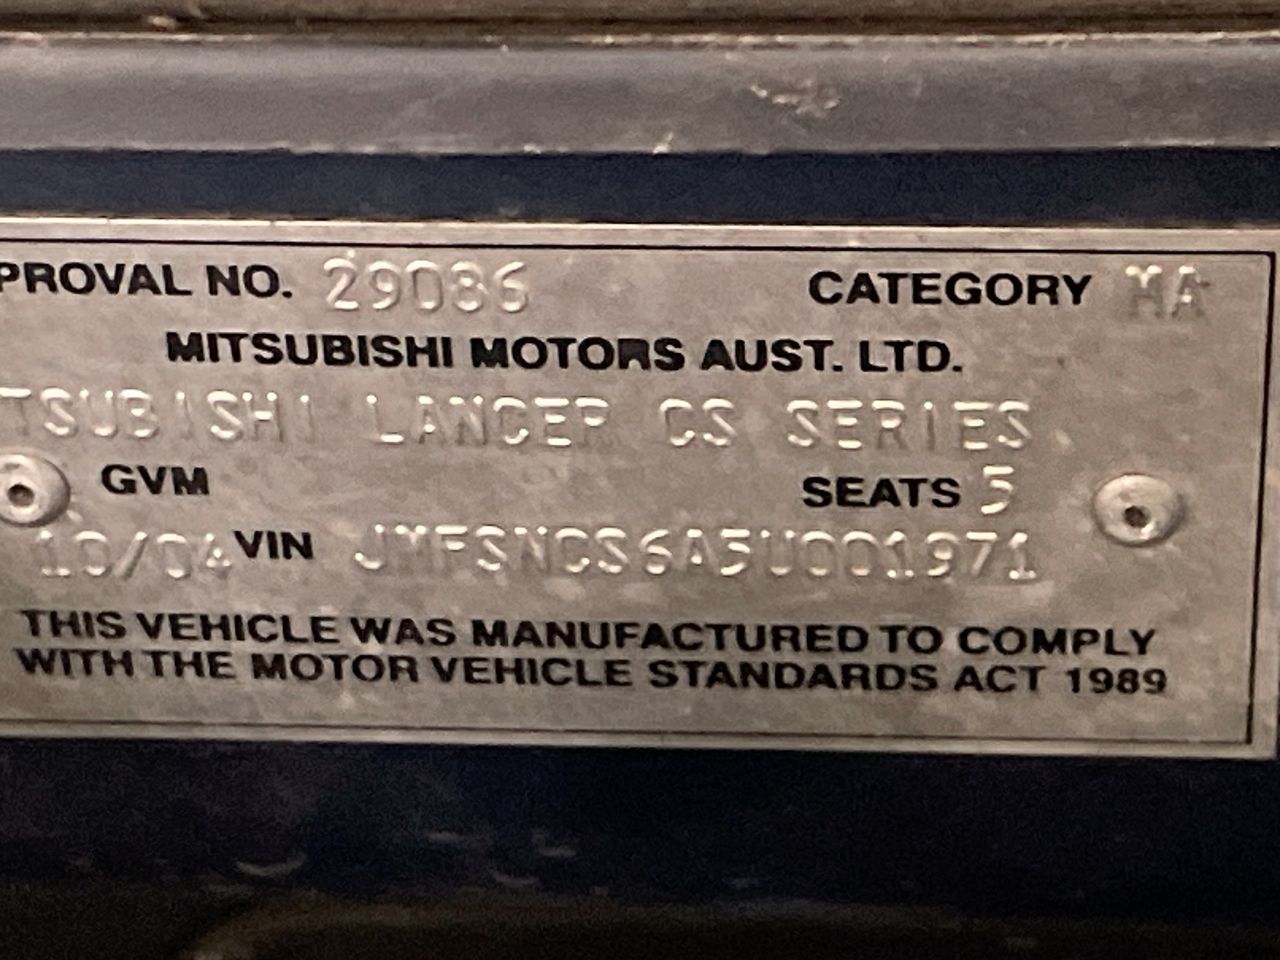 PROVAL NO. 29086 CATEGORY MA
MITSUBISHI MOTORS AUST. LTD.
TSUBISHI LANCER CS SERIES
GVM SEATS 5
10/04 VIN JMFSNCS6A5U001971
THIS VEHICLE WAS MANUFACTURED TO COMPLY
WITH THE MOTOR VEHICLE STANDARDS ACT 1989